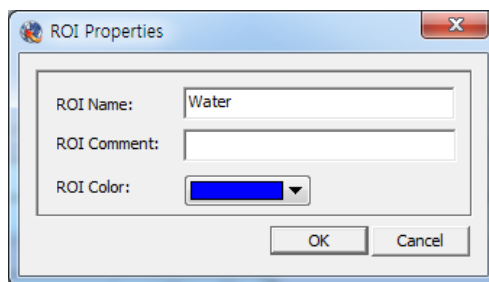 ROI Properties
ROI Name: Water
ROI Comment:
ROI Color:
OK Cancel